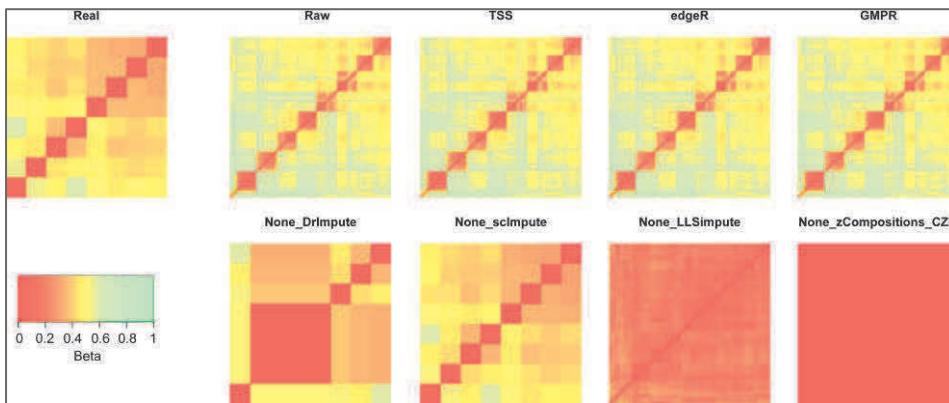 Real Raw TSS edgeR GMPR
None_DrImpute None_scImpute None_LLSimpute None_zCompositions_CZ
0 0.2 0.4 0.6 0.8 1
Beta